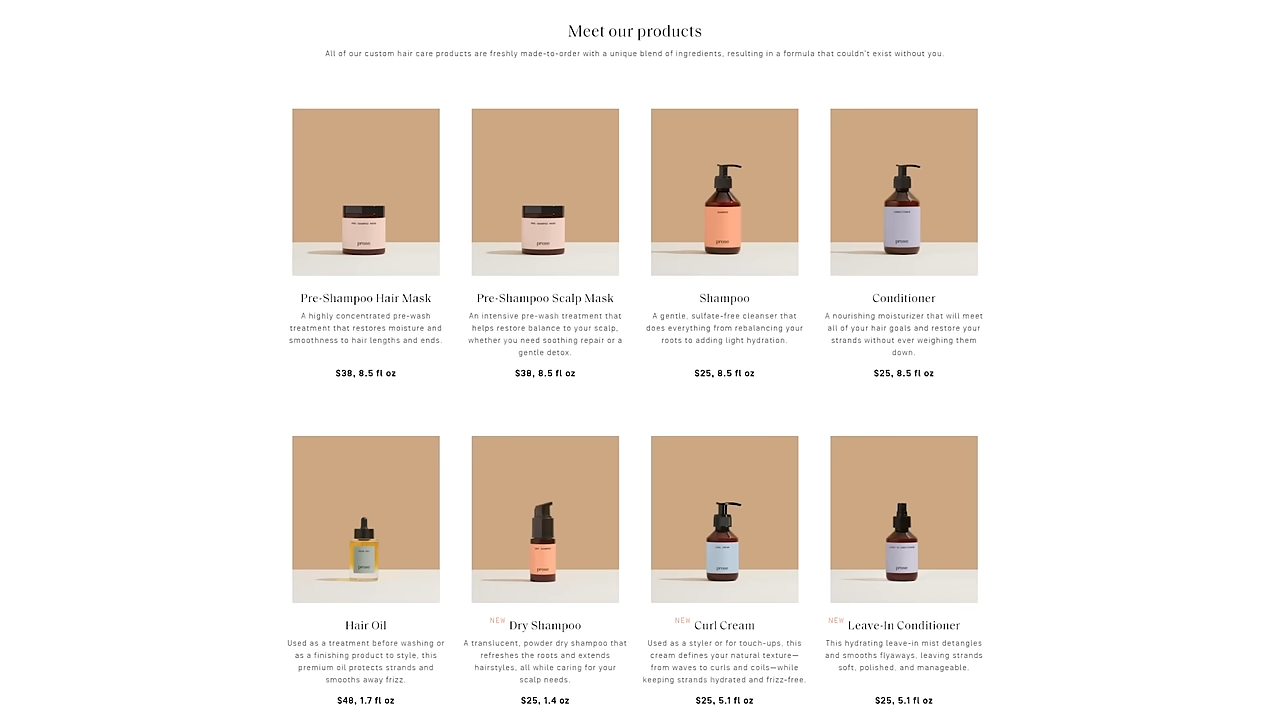 Meet our products
All of our custom hair care products are freshly made-to-order with a unique blend of ingredients, resulting in a formula that couldn't exist without you.
prose
prose
prose
prose
Pre-Shampoo Hair Mask
A highly concentrated pre-wash
treatment that restores moisture and
smoothness to hair lengths and ends.
$38, 8.5 fl oz
Pre-Shampoo Scalp Mask
An intensive pre-wash treatment that
helps restore balance to your scalp,
whether you need soothing repair or a
gentle detox.
$38, 8.5 fl oz
Shampoo
A gentle, sulfate-free cleanser that
does everything from rebalancing your
roots to adding light hydration.
$25, 8.5 fl oz
Conditioner
A nourishing moisturizer that will meet
all of your hair goals and restore your
strands without ever weighing them
down.
$25, 8.5 fl oz
prose
prose
prose
prose
Hair Oil
Used as a treatment before washing or
as a finishing product to style, this
premium oil protects strands and
smooths away frizz.
$48, 1.7 fl oz
NEW Dry Shampoo
A translucent, powder dry shampoo that
refreshes the roots and extends
hairstyles, all while caring for your
scalp needs.
$25, 1.4 oz
NEW Curl Cream
Used as a styler or for touch-ups, this
cream defines your natural texture—
from waves to curls and coils—while
keeping strands hydrated and frizz-free.
$25, 5.1 fl oz
NEW Leave-In Conditioner
This hydrating leave-in mist detangles
and smooths flyaways, leaving strands
soft, polished, and manageable.
$25, 5.1 fl oz